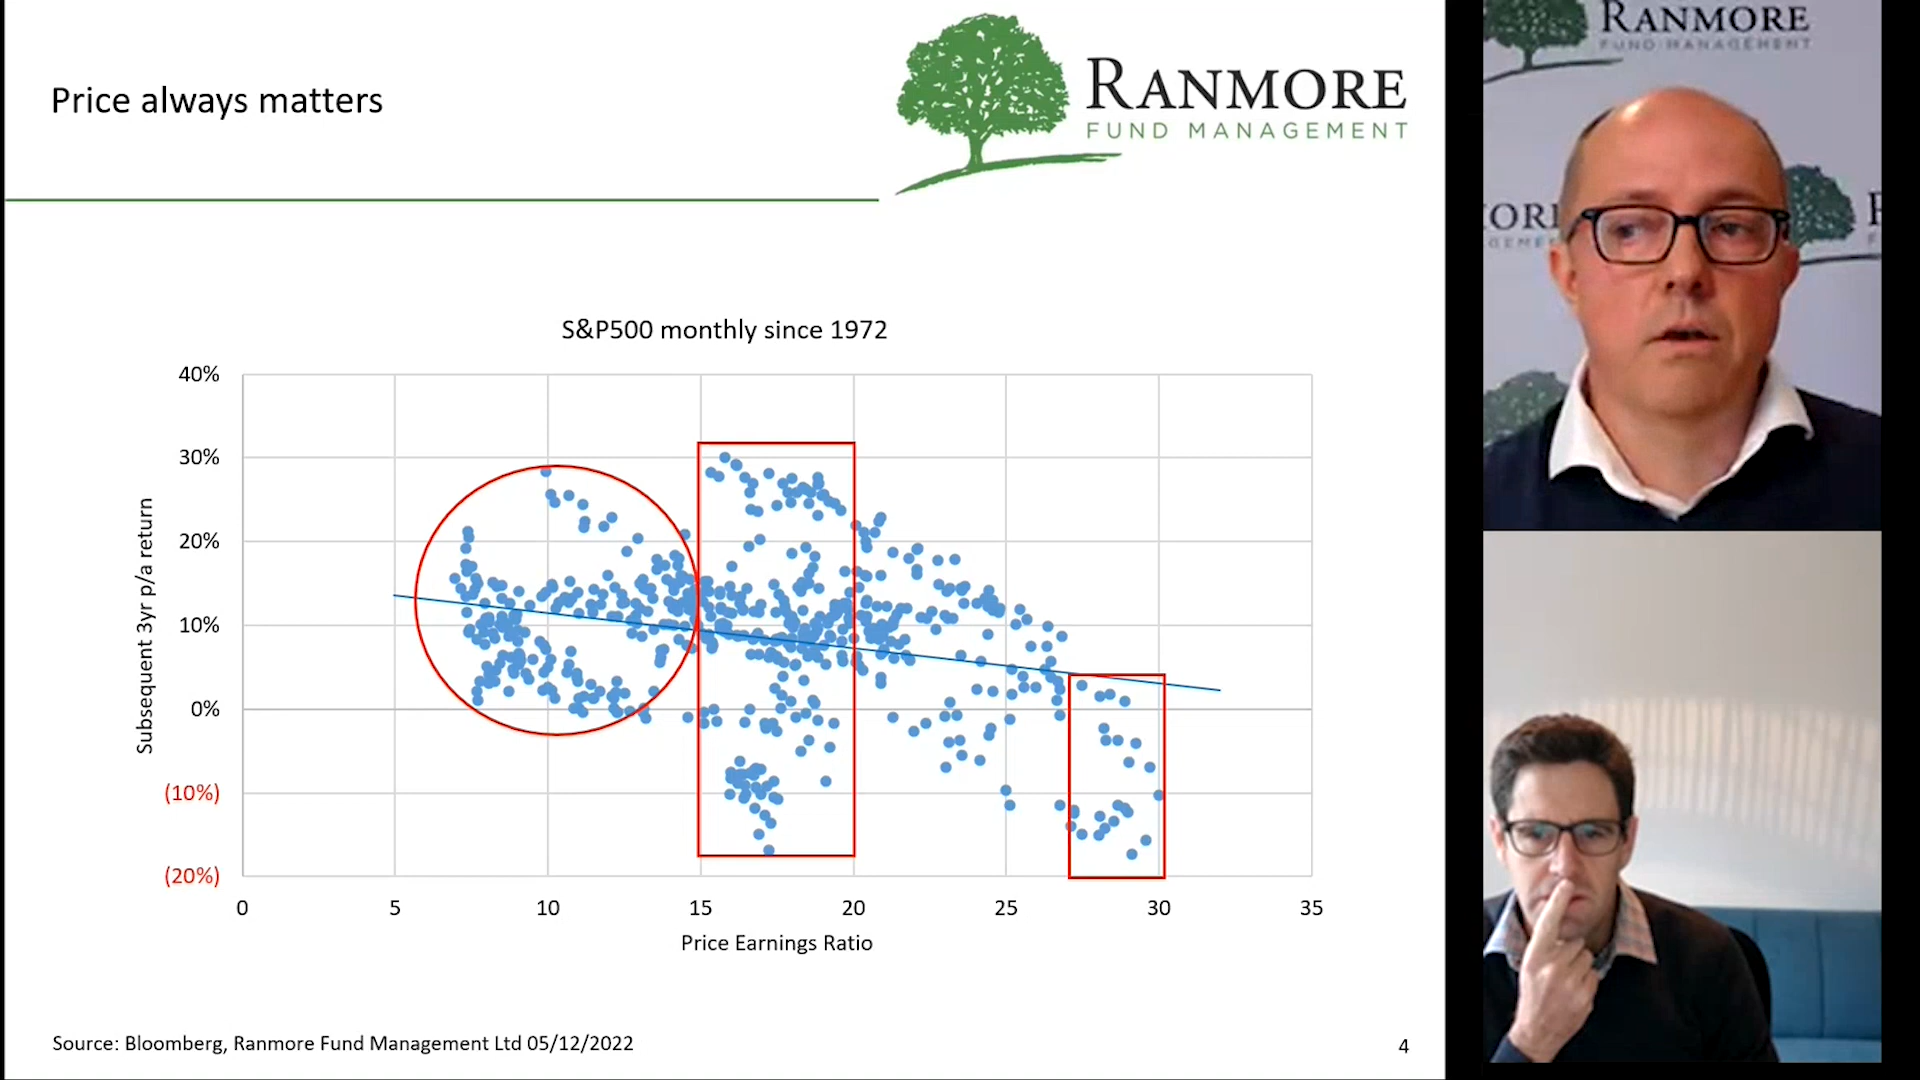 Price always matters
RANMORE
FUND MANAGEMENT
S&P500 monthly since 1972
40%
30%
20%
10%
0%
(10%)
(20%)
Subsequent 3yr p/a return
0 5 10 15 20 25 30 35
Price Earnings Ratio
Source: Bloomberg, Ranmore Fund Management Ltd 05/12/2022
4
RANMORE
FUND MANAGEMENT